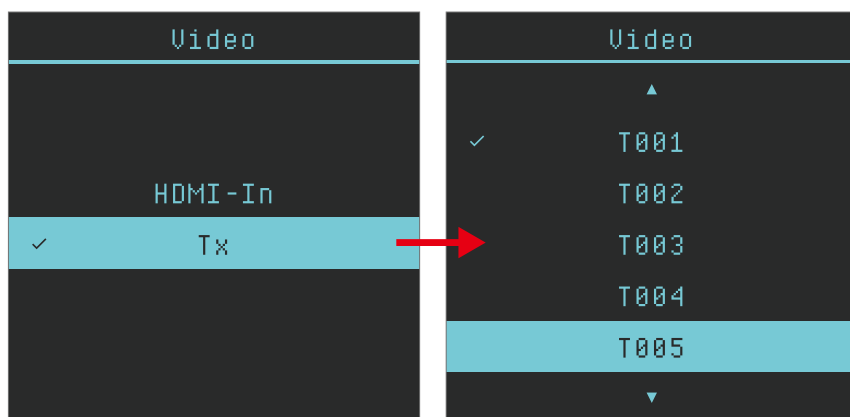 Video
HDMI-In
Tx
Video
T001
T002
T003
T004
T005